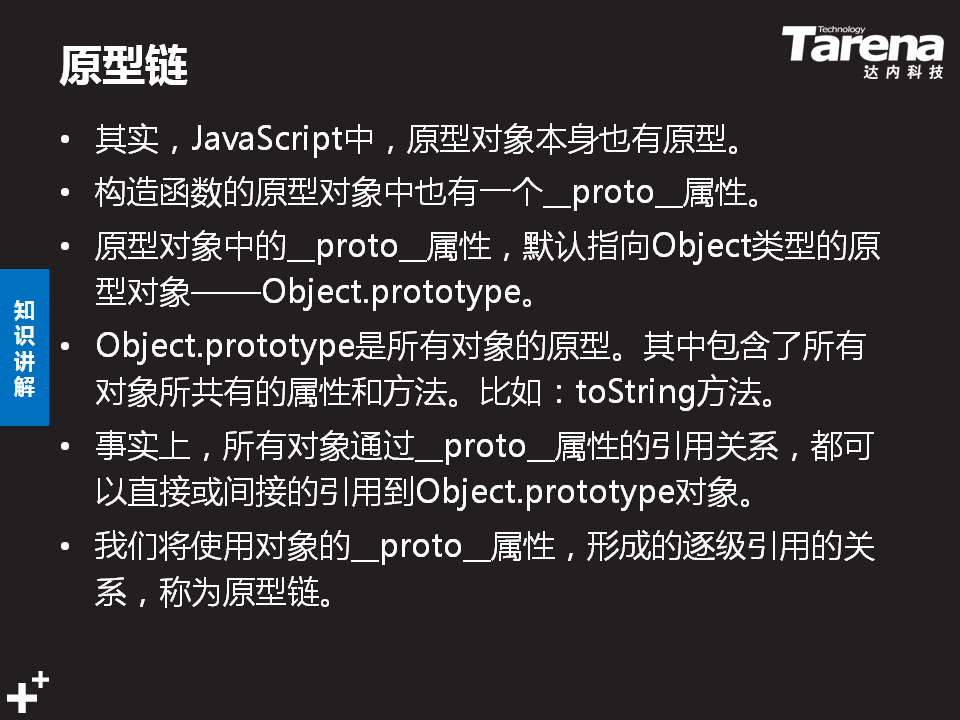 原型链
Technology
Tarena
达内科技
• 其实，JavaScript中，原型对象本身也有原型。
• 构造函数的原型对象中也有一个__proto__属性。
• 原型对象中的__proto__属性，默认指向Object类型的原
型对象——Object.prototype。
• Object.prototype是所有对象的原型。其中包含了所有
对象所共有的属性和方法。比如：toString方法。
• 事实上，所有对象通过__proto__属性的引用关系，都可
以直接或间接的引用到Object.prototype对象。
• 我们将使用对象的__proto__属性，形成的逐级引用的关
系，称为原型链。
知识讲解